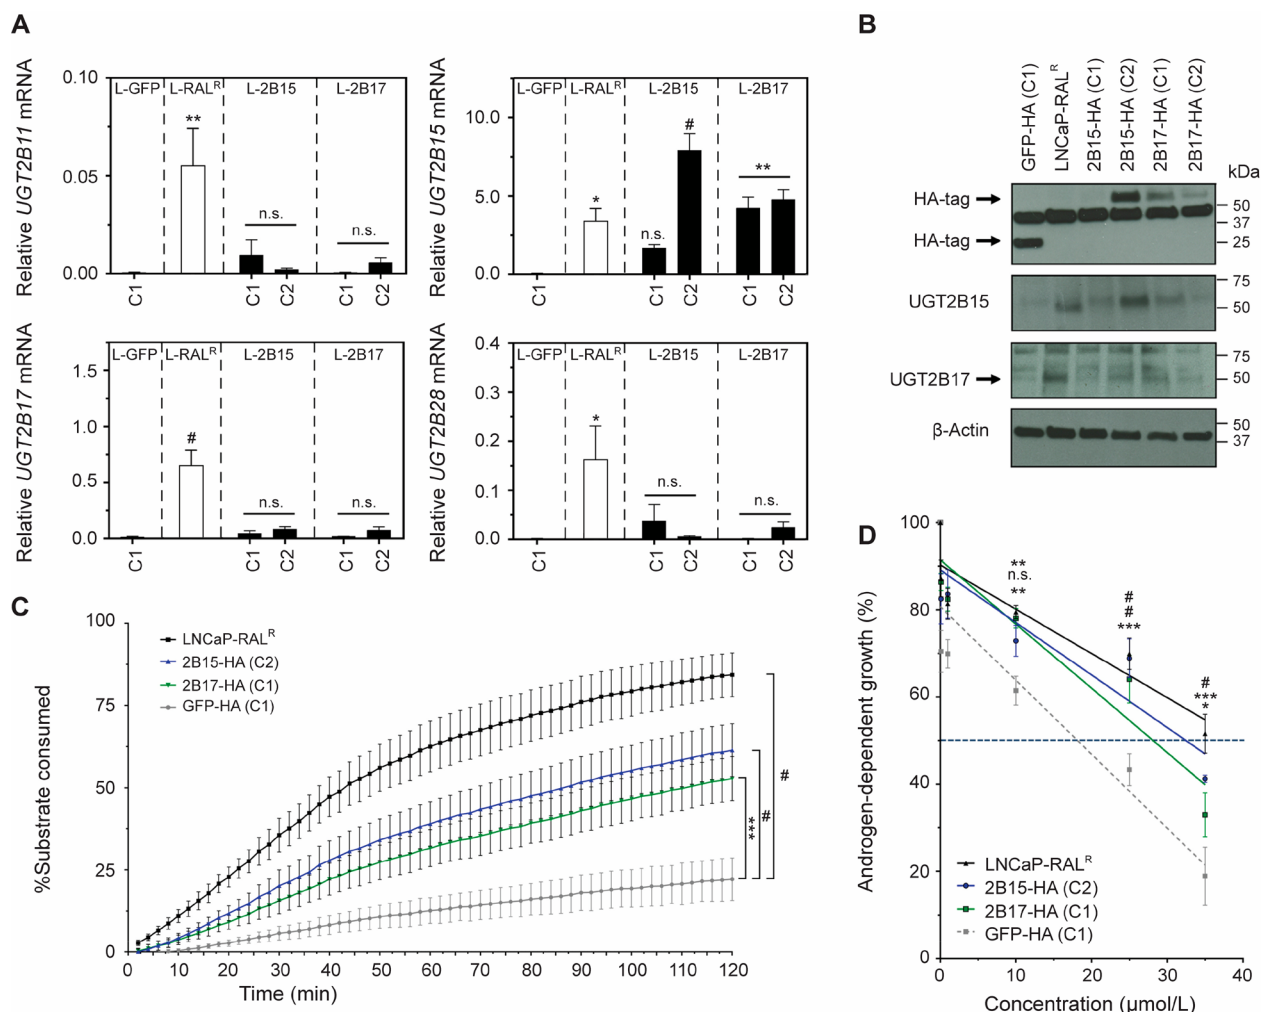 A
Relative UGT2B11 mRNA
0.10
0.05
0.00
L-GFP
L-RALR
L-2B15
L-2B17
**
n.s.
n.s.
C1
C1
C2
C1
C2
Relative UGT2B15 mRNA
10.0
5.0
0.0
L-GFP
L-RALR
L-2B15
L-2B17
*
n.s.
#
**
C1
C1
C2
C1
C2
Relative UGT2B17 mRNA
1.5
1.0
0.5
0.0
L-GFP
L-RALR
L-2B15
L-2B17
#
n.s.
n.s.
C1
C1
C2
C1
C2
Relative UGT2B28 mRNA
0.4
0.3
0.2
0.1
0.0
L-GFP
L-RALR
L-2B15
L-2B17
*
n.s.
n.s.
C1
C1
C2
C1
C2
B
GFP-HA (C1)
LNCaP-RALR
2B15-HA (C1)
2B15-HA (C2)
2B17-HA (C1)
2B17-HA (C2)
kDa
HA-tag
HA-tag
50
37
25
UGT2B15
75
50
UGT2B17
75
50
β-Actin
50
37
C
%Substrate consumed
100
75
50
25
0
LNCaP-RALR
2B15-HA (C2)
2B17-HA (C1)
GFP-HA (C1)
***
#
#
0
10
20
30
40
50
60
70
80
90
100
110
120
Time (min)
D
Androgen-dependent growth (%)
100
80
60
40
20
0
**
n.s.
**
#
#
***
#
***
*
LNCaP-RALR
2B15-HA (C2)
2B17-HA (C1)
GFP-HA (C1)
0
10
20
30
40
Concentration (µmol/L)